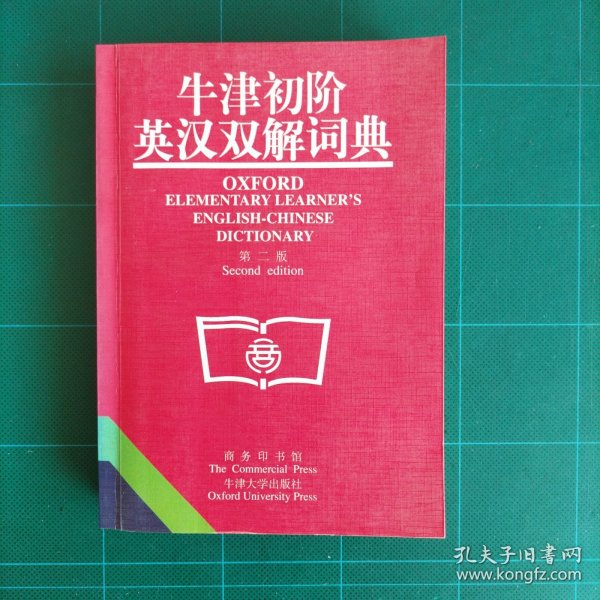 牛津初阶
英汉双解词典
OXFORD
ELEMENTARY LEARNER'S
ENGLISH-CHINESE
DICTIONARY
第二版
Second edition
商务印书馆
The Commercial Press
牛津大学出版社
Oxford University Press
孔夫子旧书网
www.kongfz.com